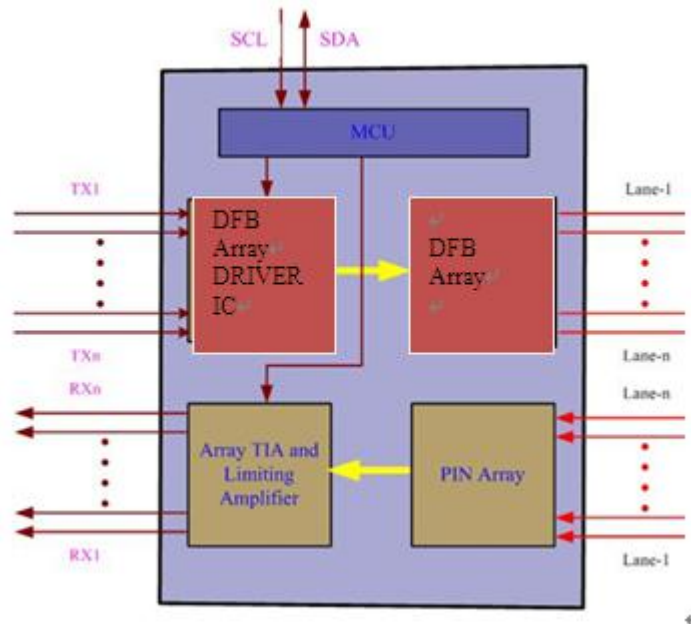 SCL SDA
MCU
TX1
Lane-1
DFB
Array
DRIVER
IC
DFB
Array
TXn
Lane-n
RXn
Lane-n
Array TIA and
Limiting
Amplifier
PIN Array
RX1
Lane-1